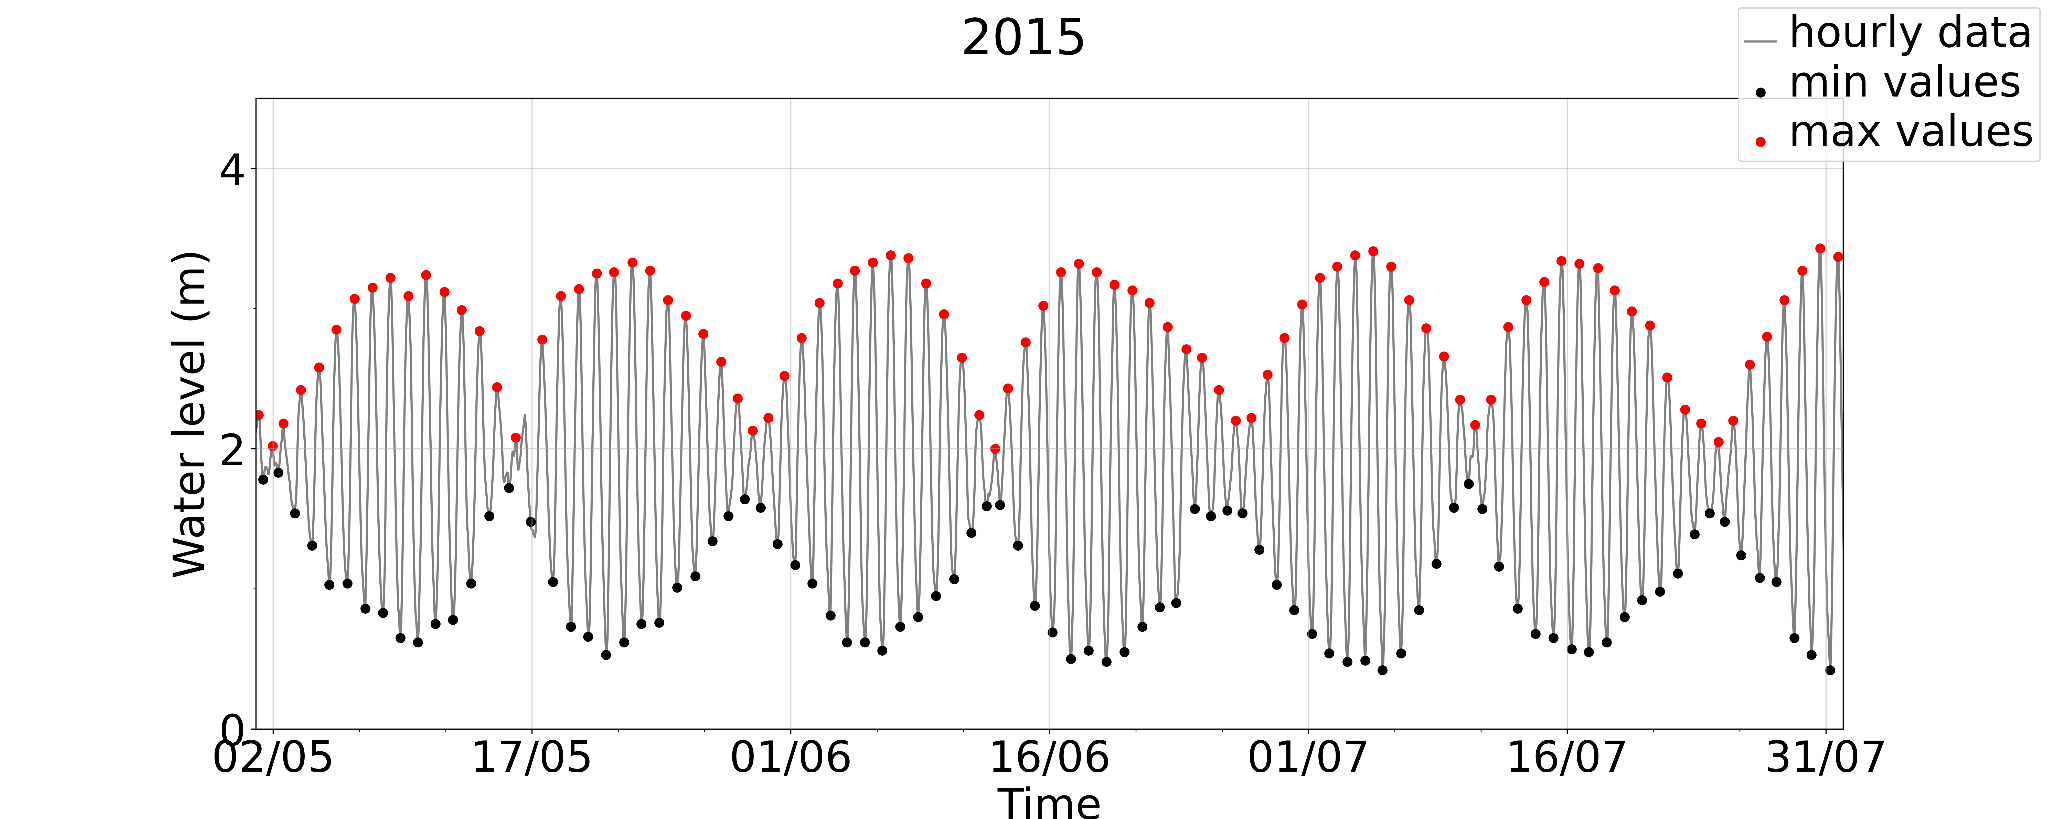 2015
hourly data
min values
max values
4
2
0
Water level (m)
02/05 17/05 01/06 16/06 01/07 16/07 31/07
Time